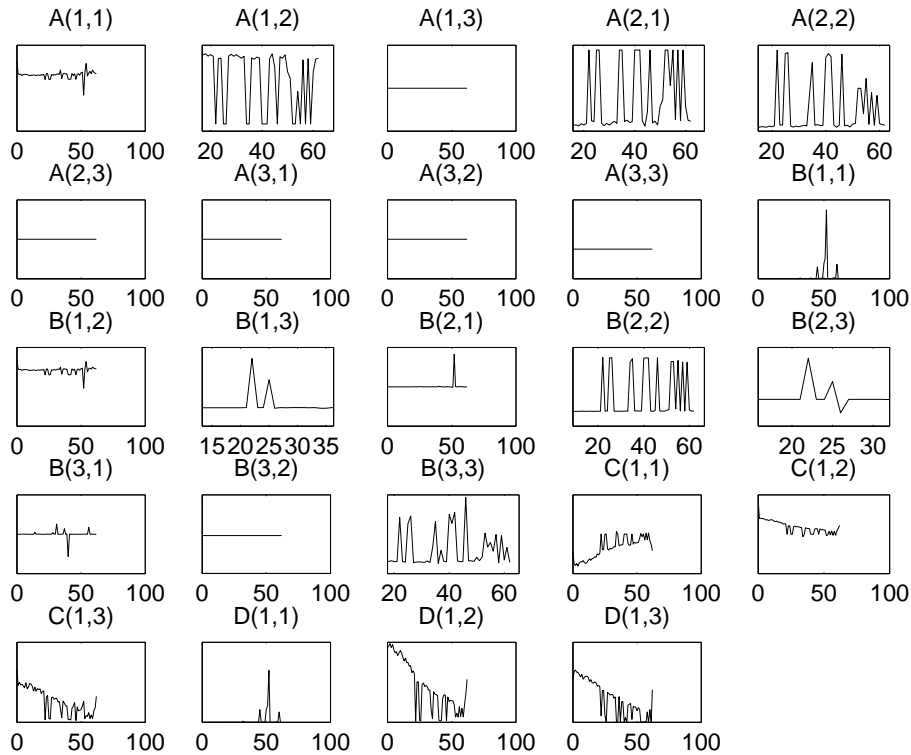 A(1,1) A(1,2) A(1,3) A(2,1) A(2,2)
0 50 100 20 40 60 0 50 100 20 40 60 20 40 60
A(2,3) A(3,1) A(3,2) A(3,3) B(1,1)
0 50 100 0 50 100 0 50 100 0 50 100 0 50 100
B(1,2) B(1,3) B(2,1) B(2,2) B(2,3)
0 50 100 15 20 25 30 35 0 50 100 20 40 60 20 25 30
B(3,1) B(3,2) B(3,3) C(1,1) C(1,2)
0 50 100 0 50 100 20 40 60 0 50 100 0 50 100
C(1,3) D(1,1) D(1,2) D(1,3)
0 50 100 0 50 100 0 50 100 0 50 100